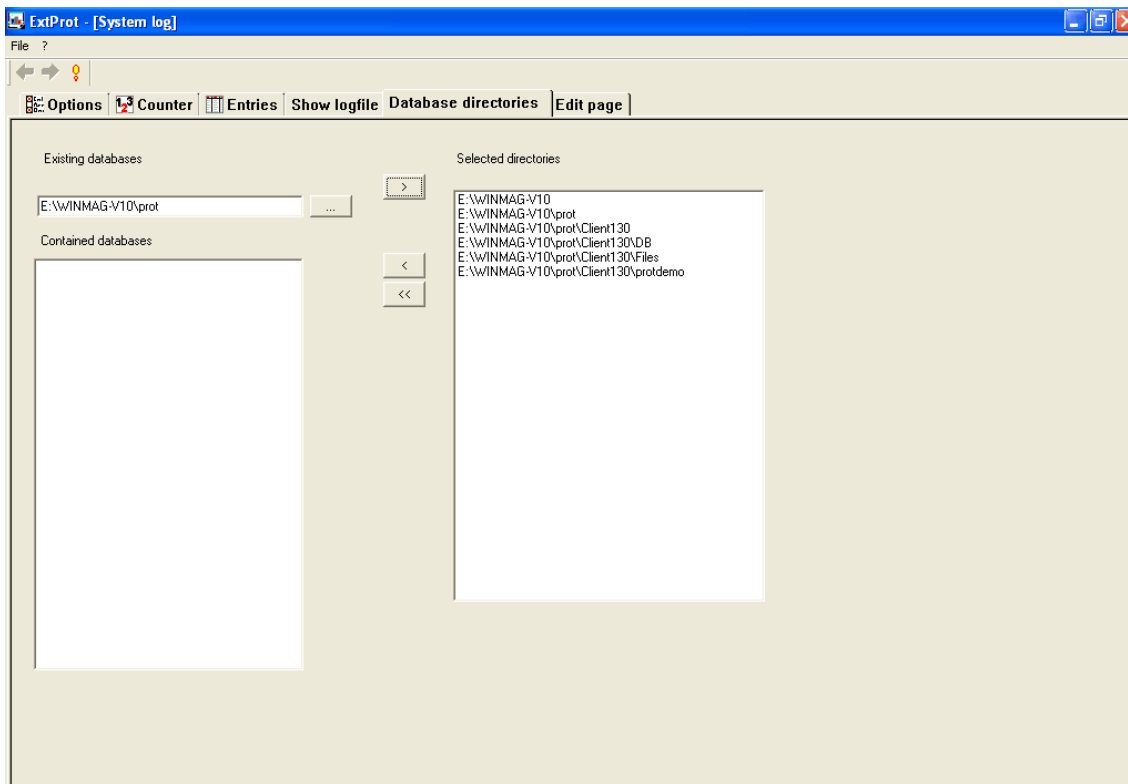 ExtProt - [System log]
File ?
Options Counter Entries Show logfile Database directories Edit page
Existing databases
E:\WINMAG-V10\prot
...
Contained databases
>
<
<<
Selected directories
E:\WINMAG-V10
E:\WINMAG-V10\prot
E:\WINMAG-V10\prot\Client130
E:\WINMAG-V10\prot\Client130\DB
E:\WINMAG-V10\prot\Client130\Files
E:\WINMAG-V10\prot\Client130\protdemo